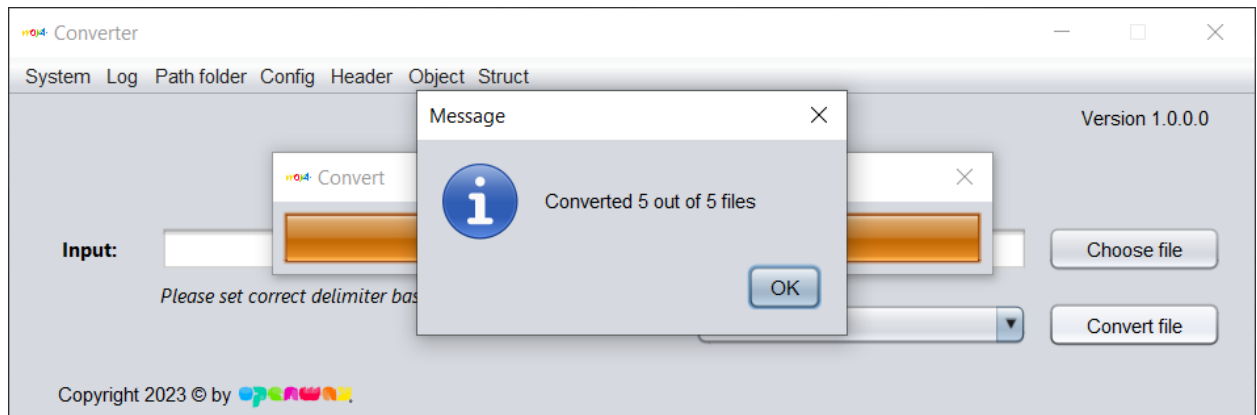 Converter
System Log Path folder Config Header Object Struct
Message
Version 1.0.0.0
Convert
Converted 5 out of 5 files
Input:
Choose file
OK
Please set correct delimiter bas
Convert file
Copyright 2023 © by openwax